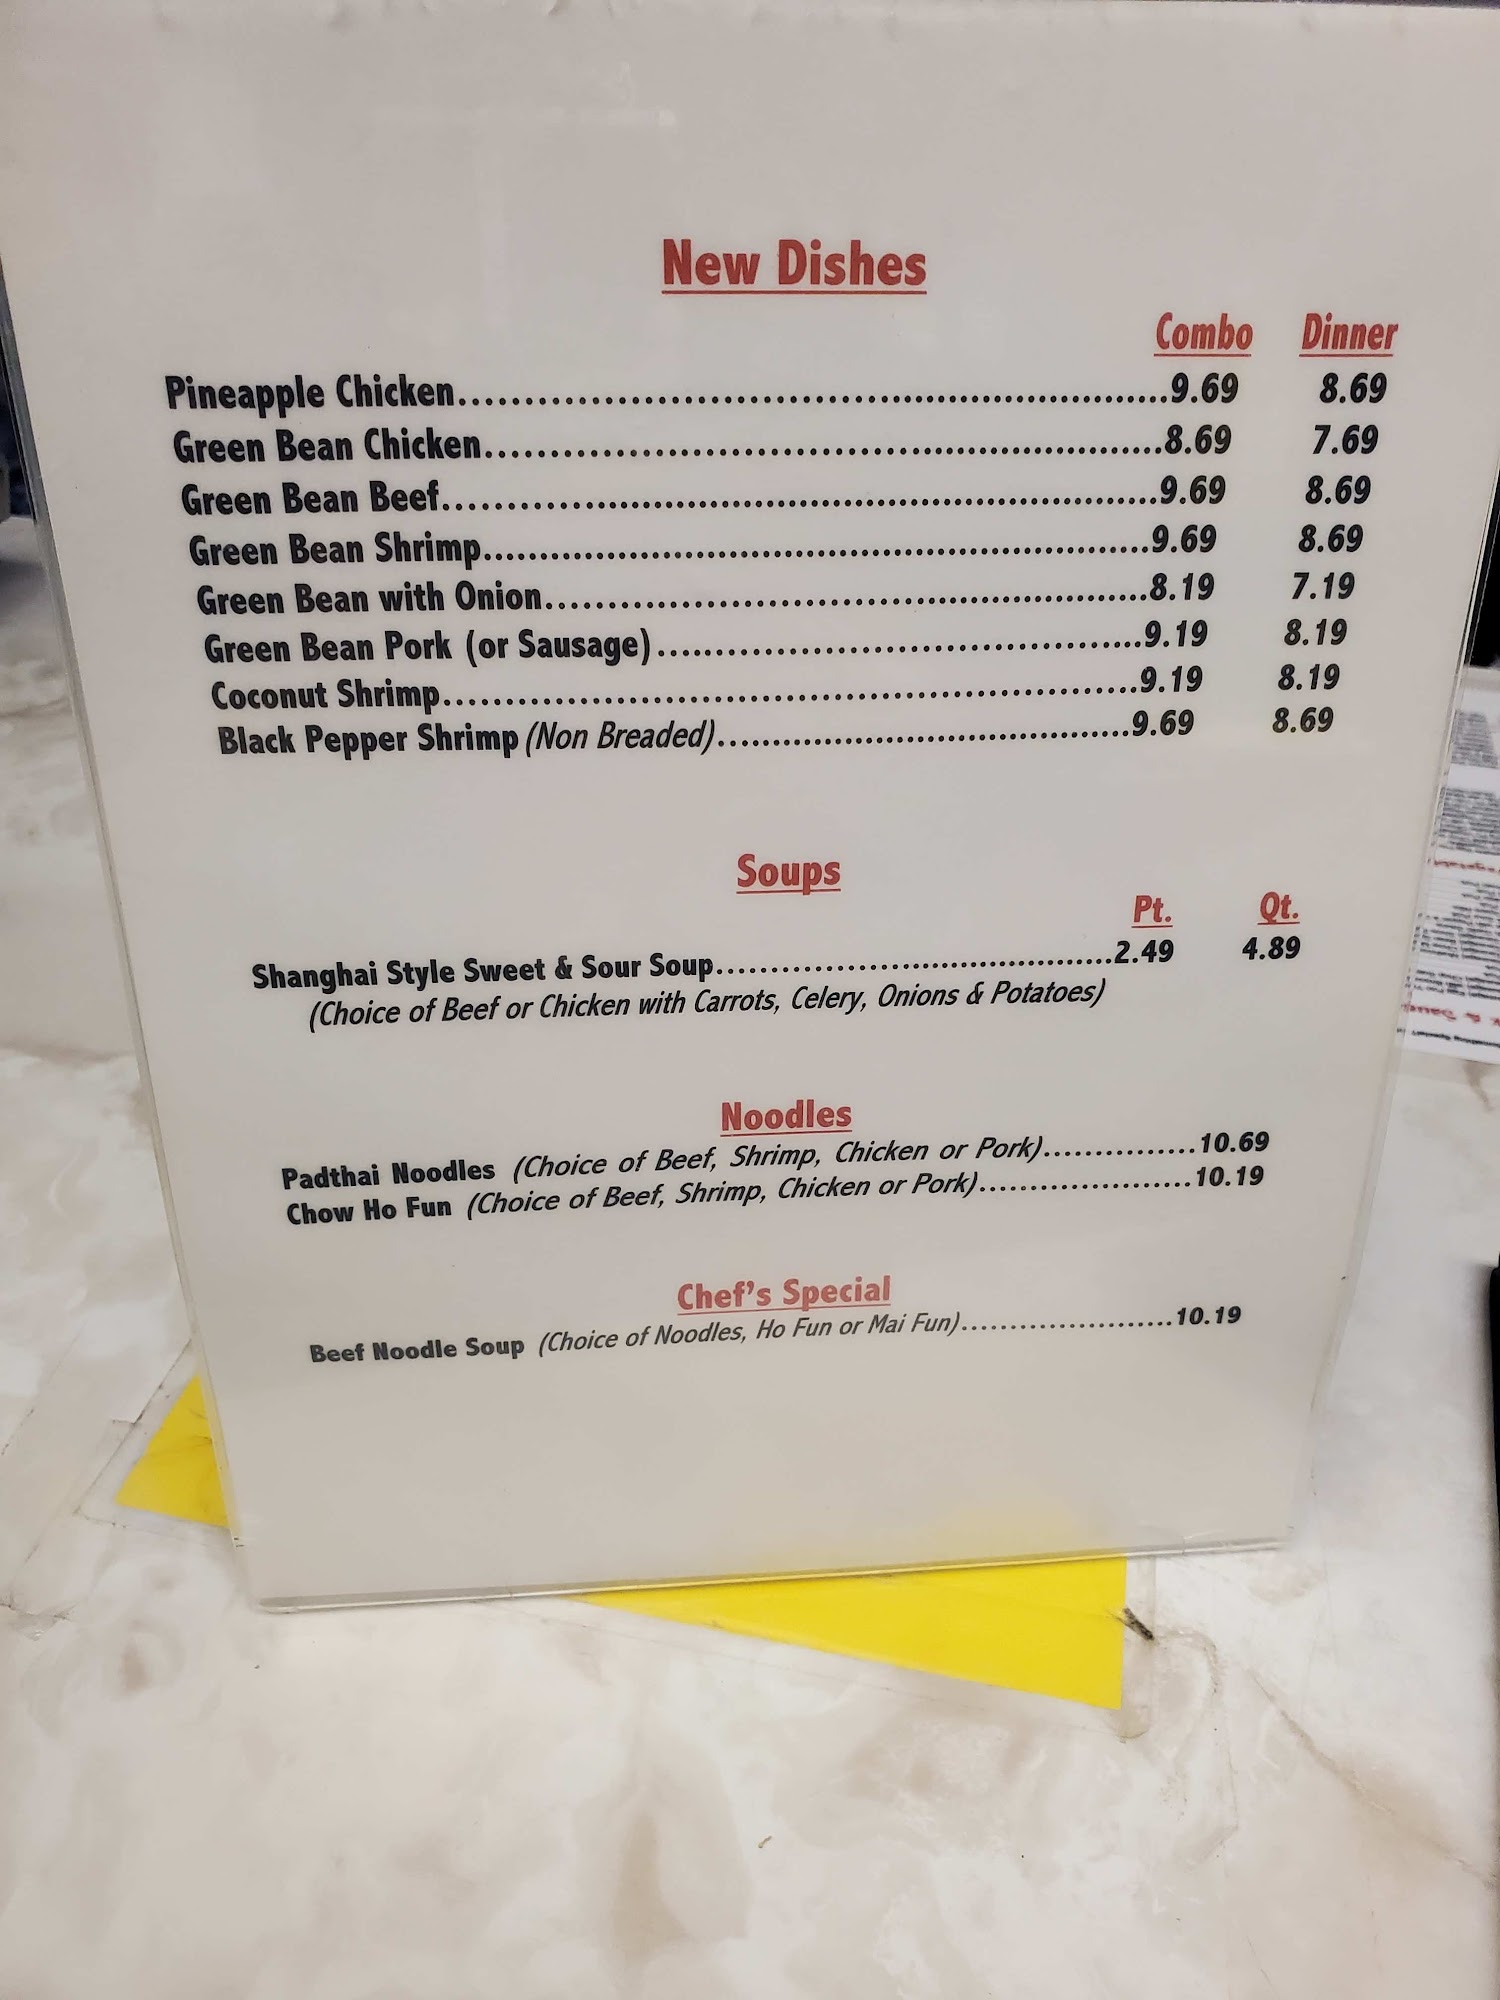 New Dishes
Combo Dinner
Pineapple Chicken..........9.69 8.69
Green Bean Chicken..........8.69 7.69
Green Bean Beef..........9.69 8.69
Green Bean Shrimp..........9.69 8.69
Green Bean with Onion..........8.19 7.19
Green Bean Pork (or Sausage)..........9.19 8.19
Coconut Shrimp..........9.19 8.19
Black Pepper Shrimp (Non Breaded)..........9.69 8.69
Soups
Pt. Qt.
Shanghai Style Sweet & Sour Soup..........2.49 4.89
(Choice of Beef or Chicken with Carrots, Celery, Onions & Potatoes)
Noodles
Padthai Noodles (Choice of Beef, Shrimp, Chicken or Pork)..........10.69
Chow Ho Fun (Choice of Beef, Shrimp, Chicken or Pork)..........10.19
Chef's Special
Beef Noodle Soup (Choice of Noodles, Ho Fun or Mai Fun)..........10.19